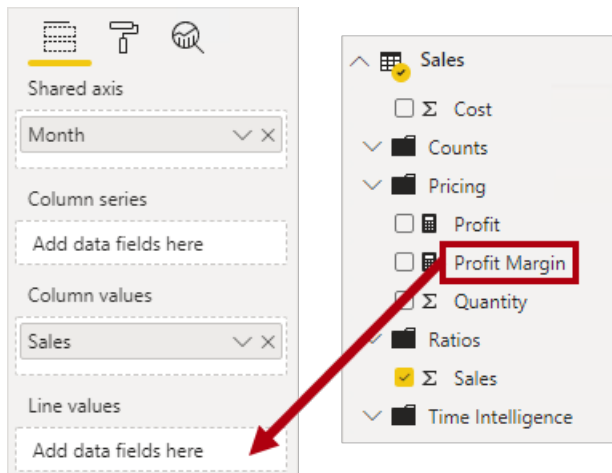 Shared axis
Month
Column series
Add data fields here
Column values
Sales
Line values
Add data fields here
Sales
Σ Cost
Counts
Pricing
Profit
Profit Margin
Σ Quantity
Ratios
Σ Sales
Time Intelligence